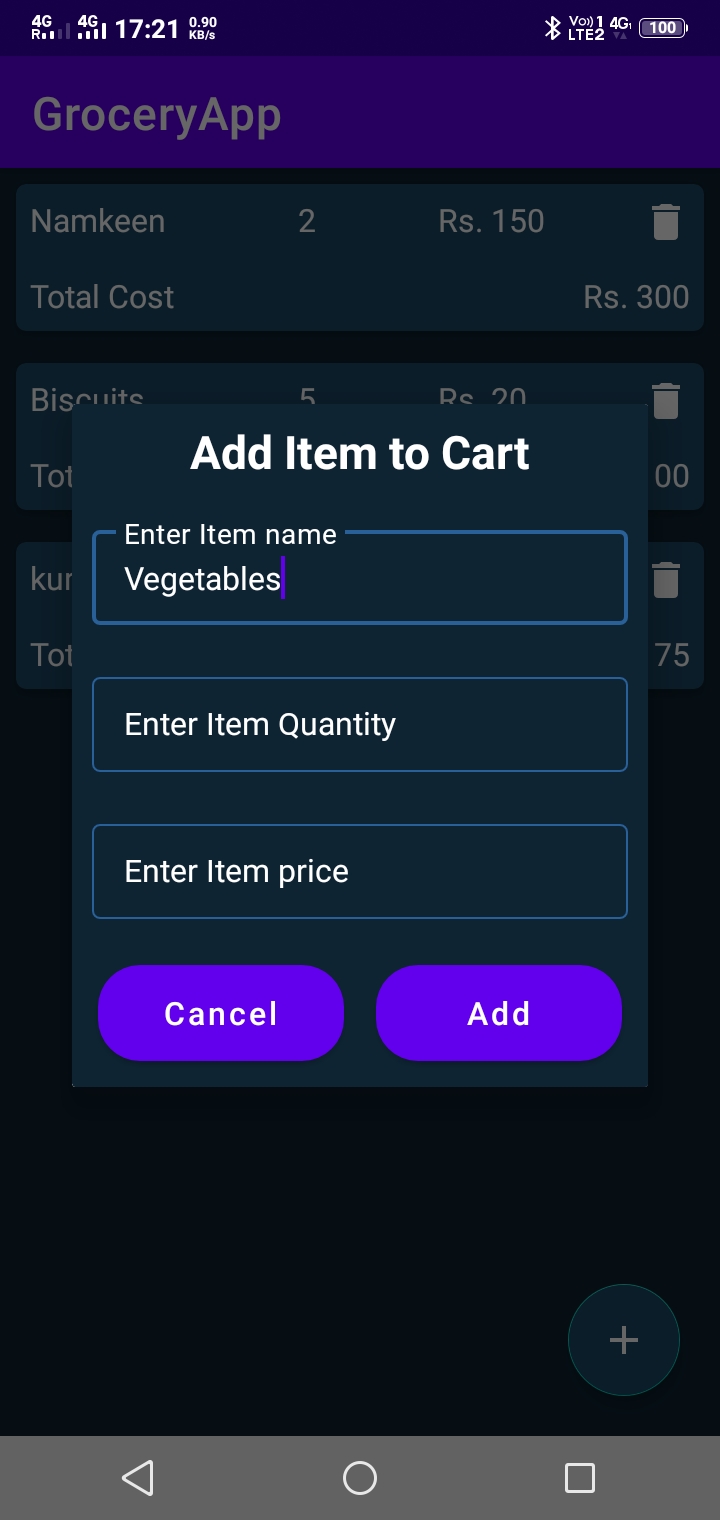 4G R 4G 17:21 0.90 KB/s Vo)) 1 LTE2 4G 100
GroceryApp
Namkeen 2 Rs. 150
Total Cost Rs. 300
Biscuits 5 Rs. 20
Tot 00
kur
Tot 75
Add Item to Cart
Enter Item name
Vegetables
Enter Item Quantity
Enter Item price
Cancel Add
+